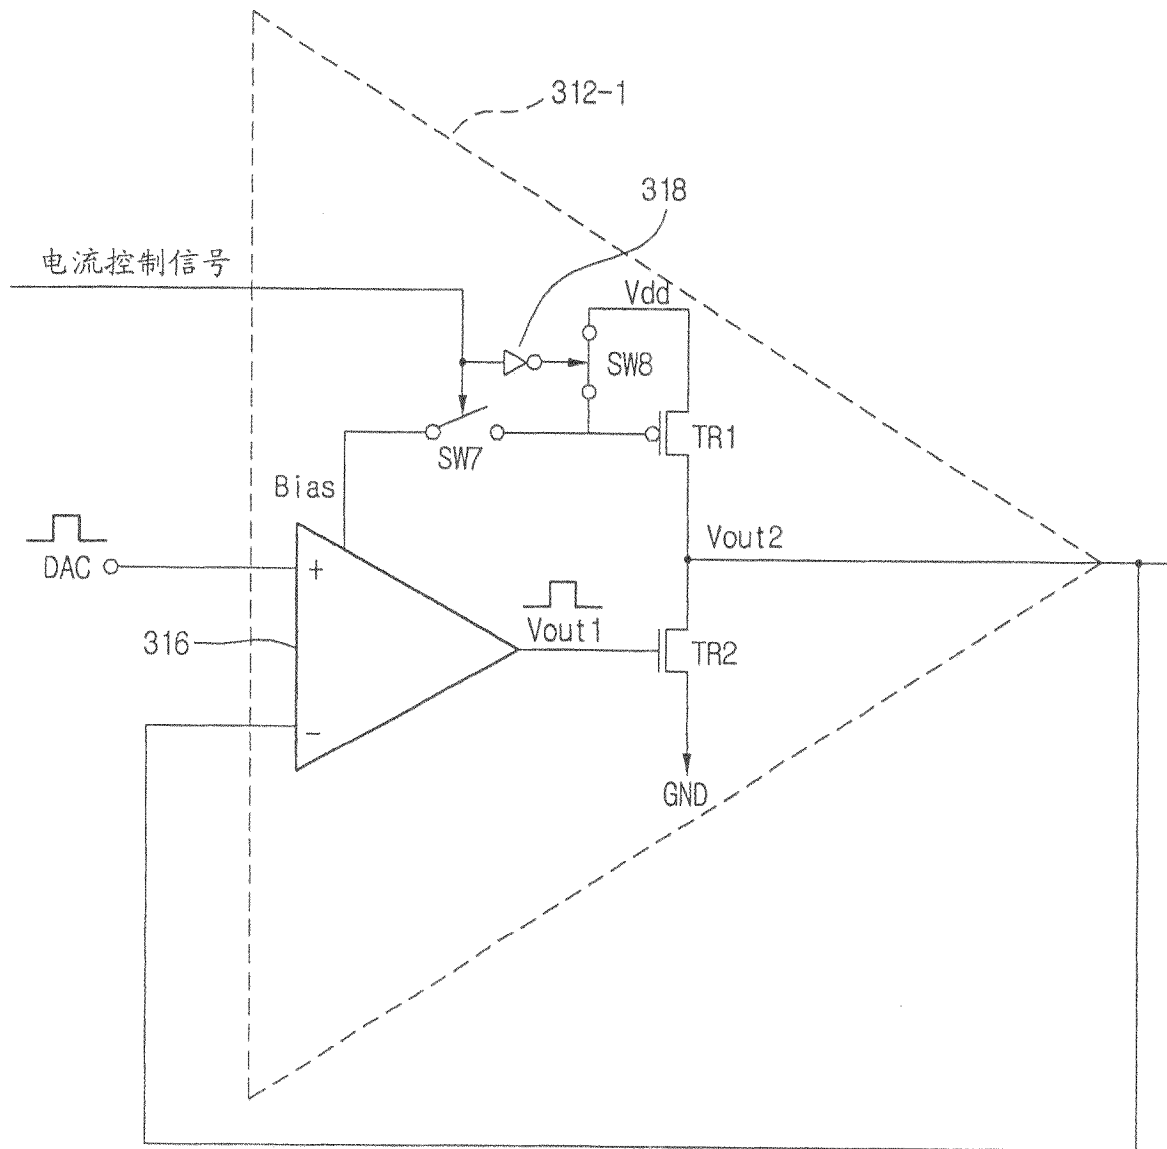 312-1
318
电流控制信号
Vdd
SW8
TR1
SW7
Bias
Vout2
DAC
+
Vout1
316
TR2
−
GND